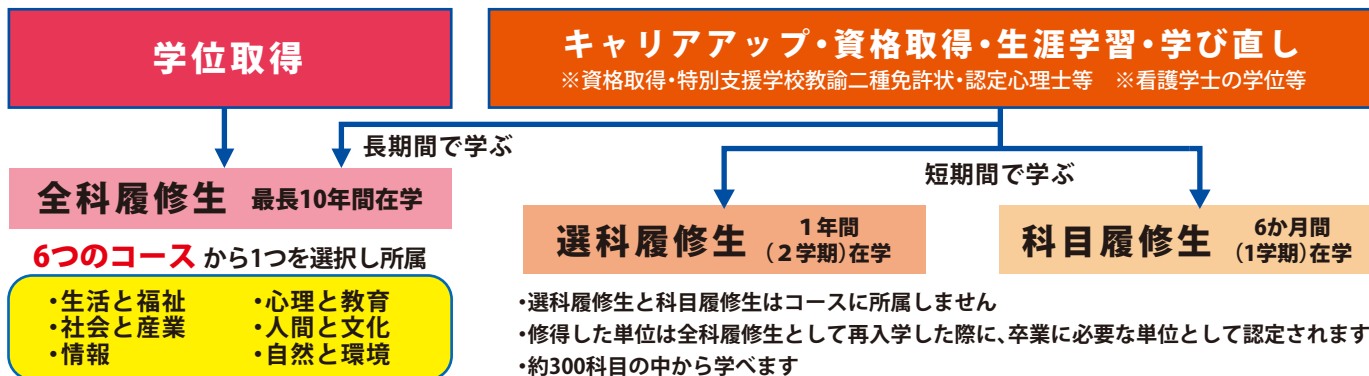 学位取得
キャリアアップ・資格取得・生涯学習・学び直し
※資格取得・特別支援学校教諭二種免許状・認定心理士等　※看護学士の学位等
長期間で学ぶ
短期間で学ぶ
全科履修生 最長10年間在学
6つのコース から1つを選択し所属
・生活と福祉
・社会と産業
・情報
・心理と教育
・人間と文化
・自然と環境
選科履修生
1年間
(2学期)在学
科目履修生
6か月間
(1学期)在学
・選科履修生と科目履修生はコースに所属しません
・修得した単位は全科履修生として再入学した際に、卒業に必要な単位として認定されます
・約300科目の中から学べます